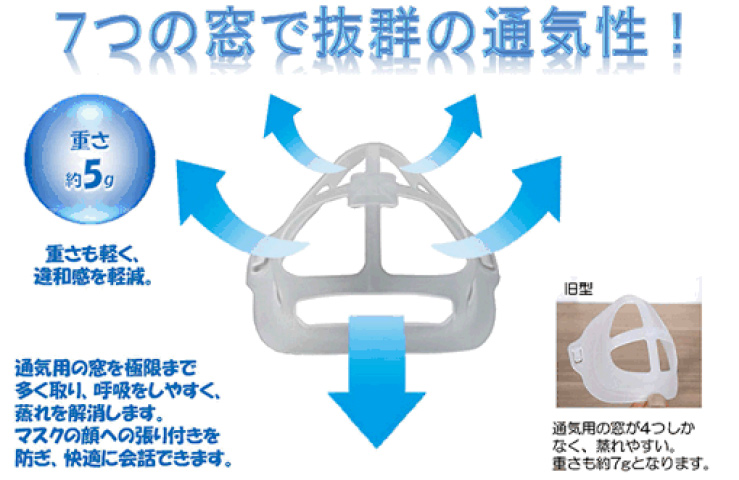 7つの窓で抜群の通気性!
重さ
約5g
重さも軽く、
違和感を軽減。
通気用の窓を極限まで
多く取り、呼吸をしやすく、
蒸れを解消します。
マスクの顔への張り付きを
防ぎ、快適に会話できます。
旧型
通気用の窓が4つしか
なく、蒸れやすい。
重さも約7gとなります。